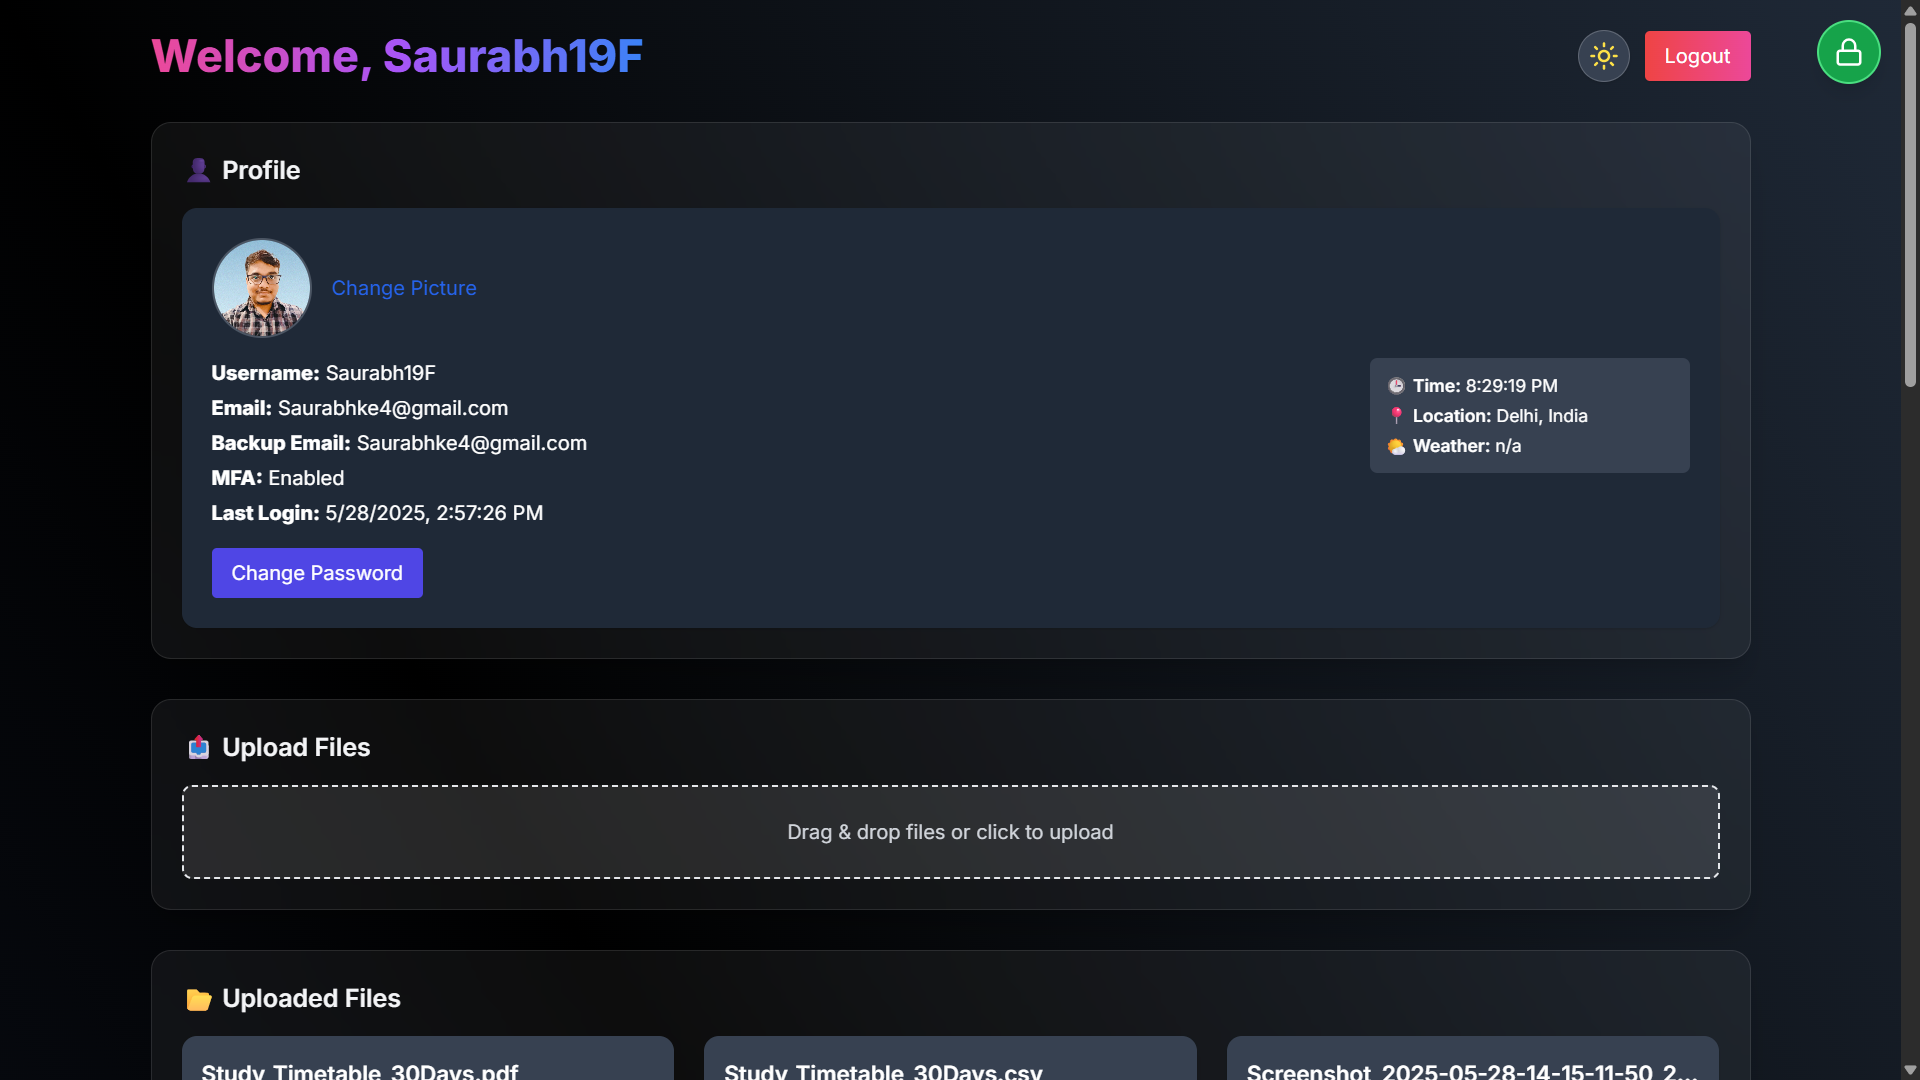 Welcome, Saurabh19F
Logout
Profile
Change Picture
Username: Saurabh19F
Email: Saurabhke4@gmail.com
Backup Email: Saurabhke4@gmail.com
MFA: Enabled
Last Login: 5/28/2025, 2:57:26 PM
Change Password
Time: 8:29:19 PM
Location: Delhi, India
Weather: n/a
Upload Files
Drag & drop files or click to upload
Uploaded Files
Study_Timetable_30Days.pdf
Study_Timetable_30Days.csv
Screenshot_2025-05-28-14-15-11-50_2...